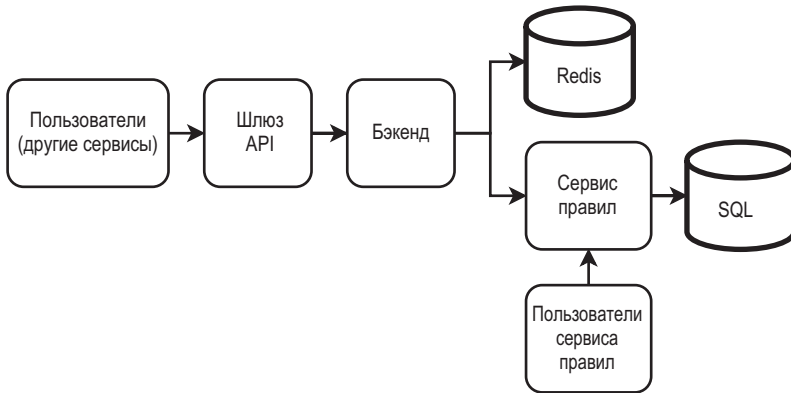 Пользователи
(другие сервисы)
Шлюз
API
Бэкенд
Redis
Сервис
правил
SQL
Пользователи
сервиса
правил